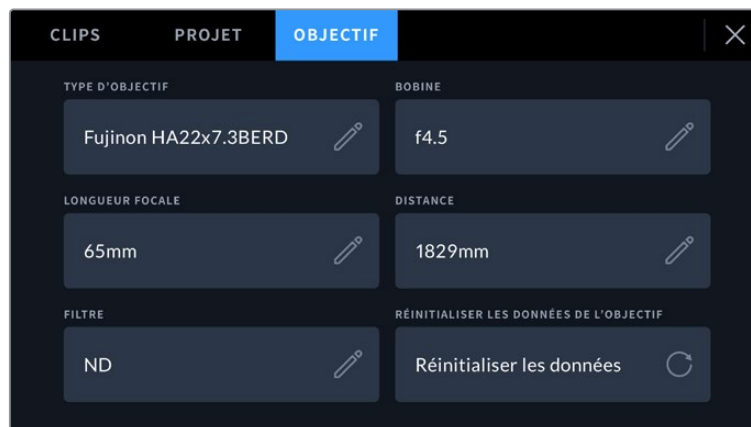 CLIPS PROJET OBJECTIF
TYPE D'OBJECTIF BOBINE
Fujinon HA22x7.3BERD f4.5
LONGUEUR FOCALE DISTANCE
65mm 1829mm
FILTRE RÉINITIALISER LES DONNÉES DE L'OBJECTIF
ND Réinitialiser les données